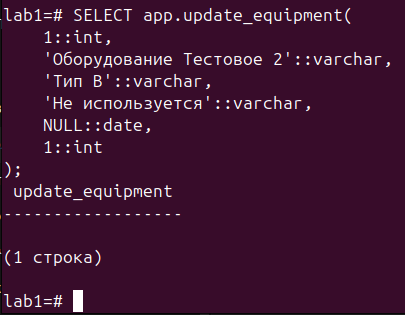 lab1=# SELECT app.update_equipment(
    1::int,
    'Оборудование Тестовое 2'::varchar,
    'Тип В'::varchar,
    'Не используется'::varchar,
    NULL::date,
    1::int
);
 update_equipment
------------------

(1 строка)

lab1=#